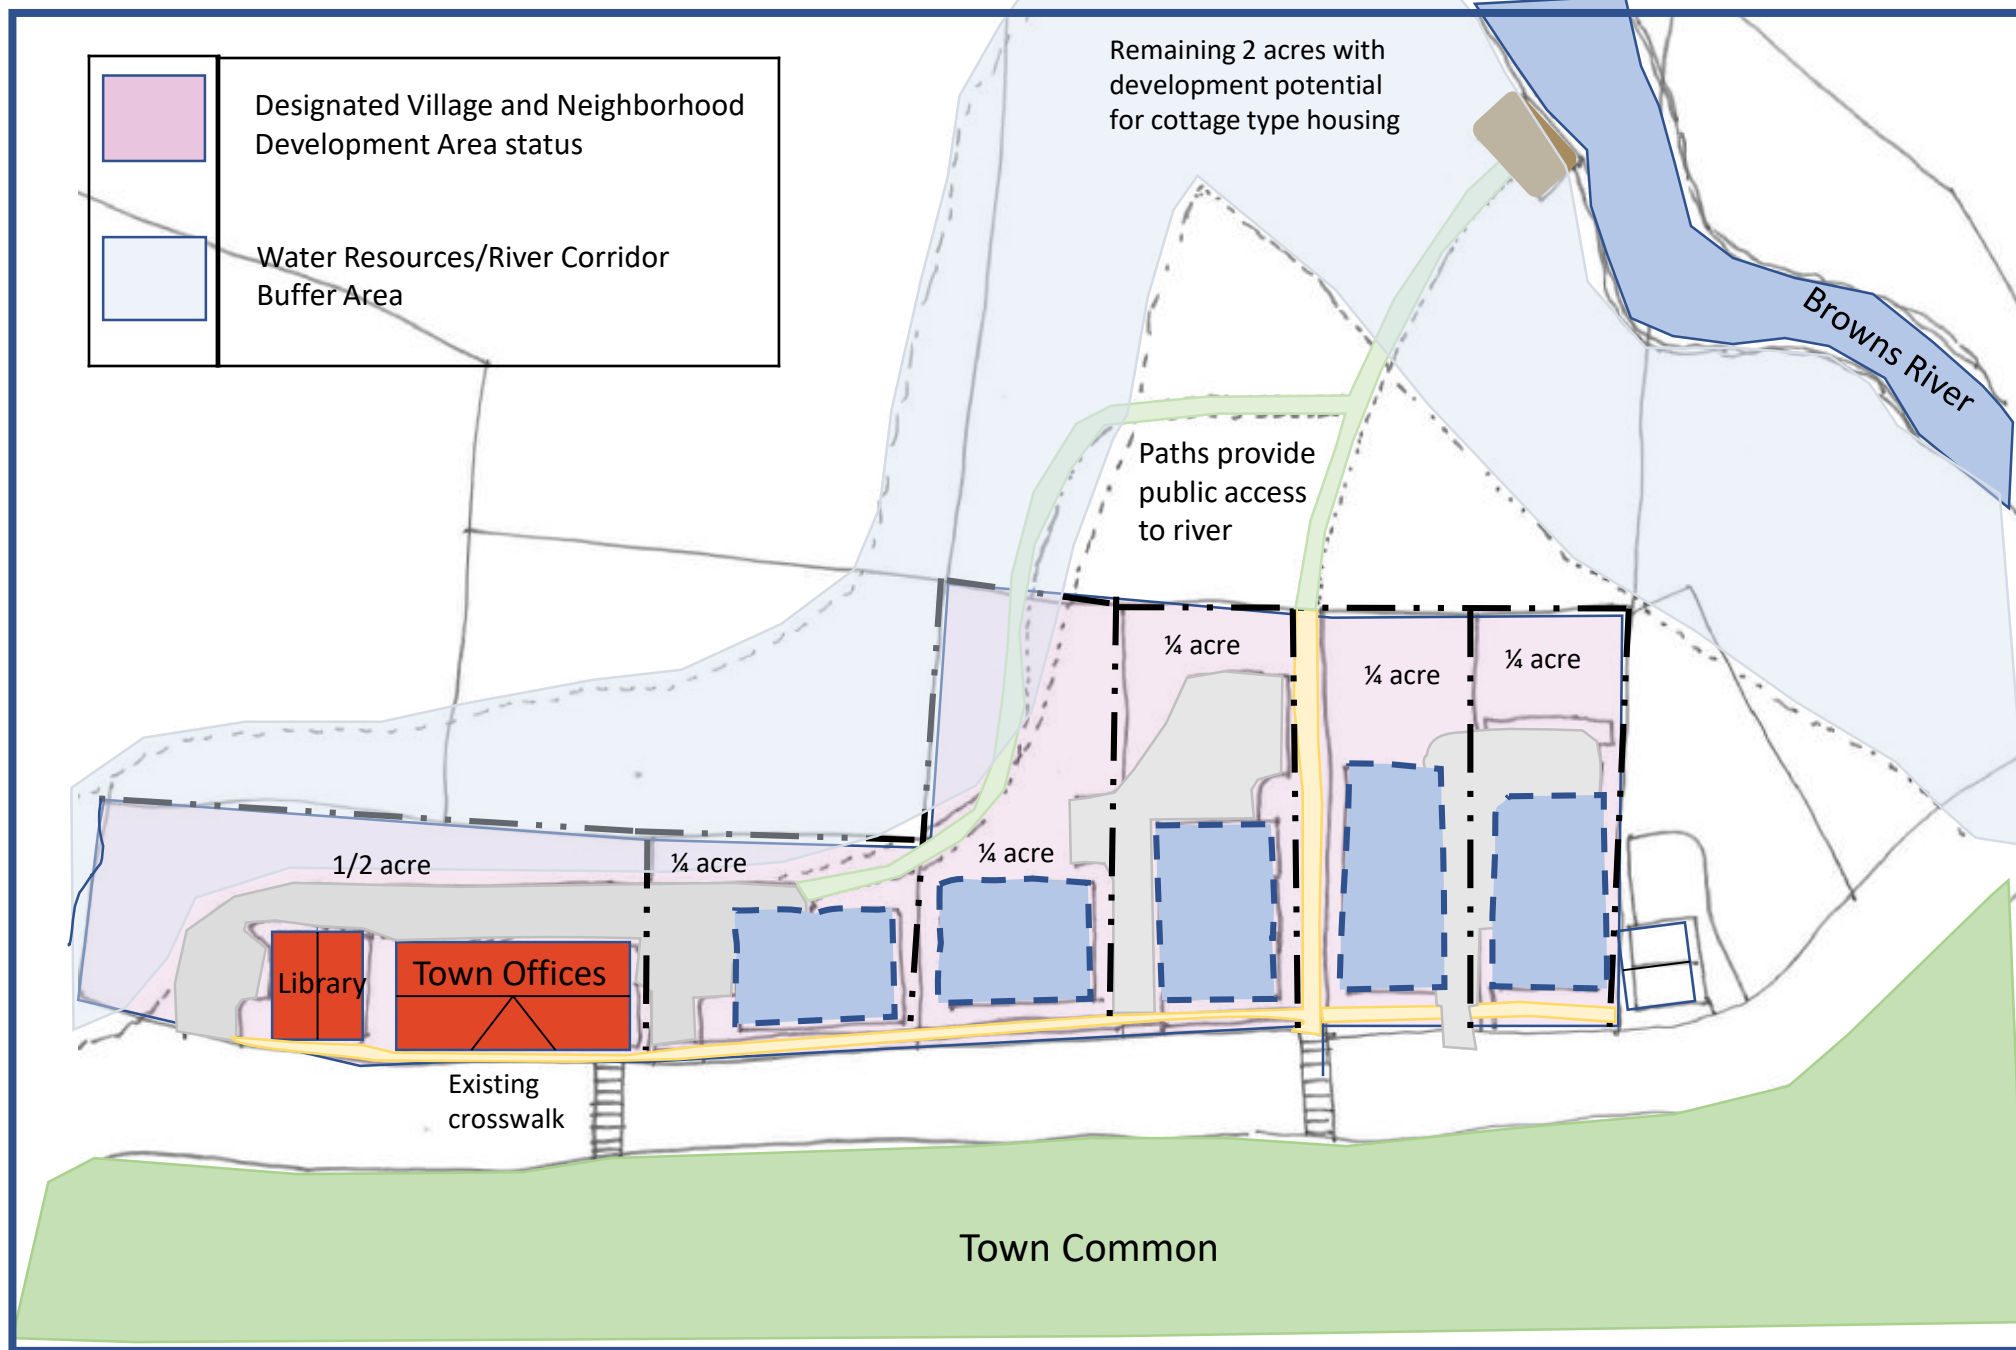 Remaining 2 acres with
development potential
for cottage type housing
Designated Village and Neighborhood
Development Area status
Water Resources/River Corridor
Buffer Area
Browns River
Paths provide
public access
to river
¼ acre
¼ acre
¼ acre
1/2 acre
¼ acre
¼ acre
Library
Town Offices
Existing
crosswalk
Town Common